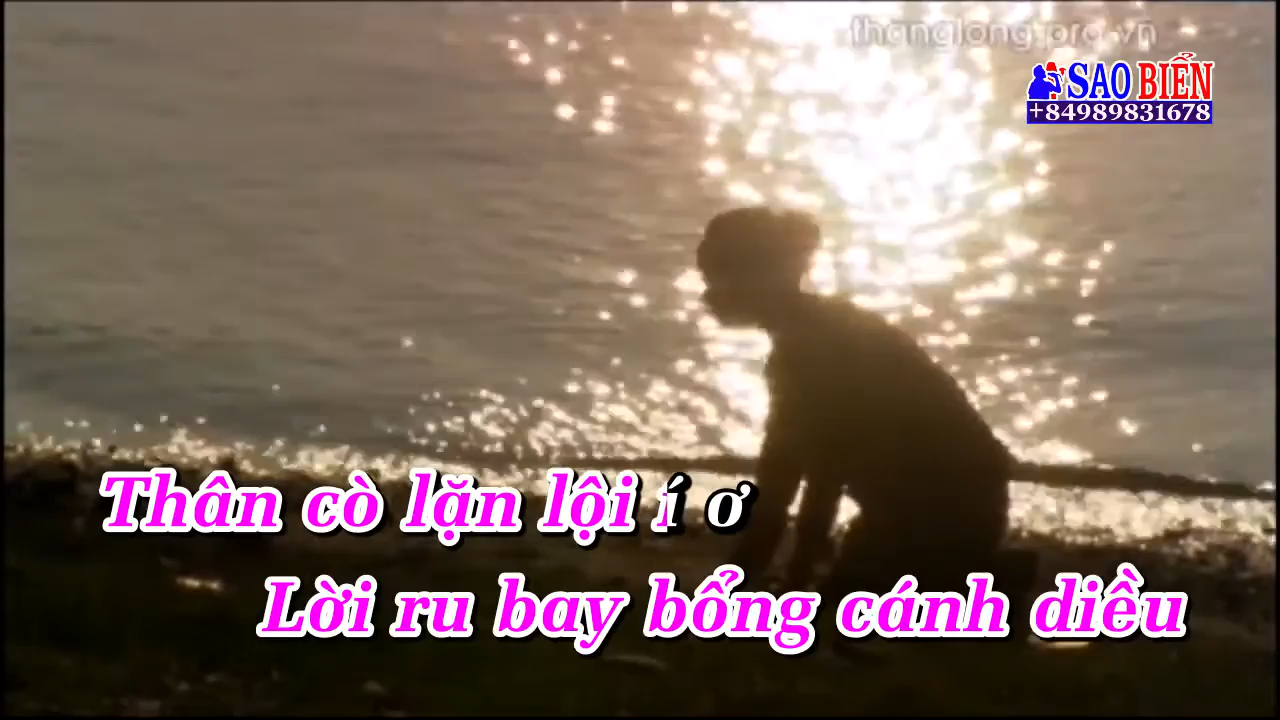 thanglong.pro.vn
SAO BIỂN
+84989831678
Thân cò lặn lội í ơ
Lời ru bay bổng cánh diều